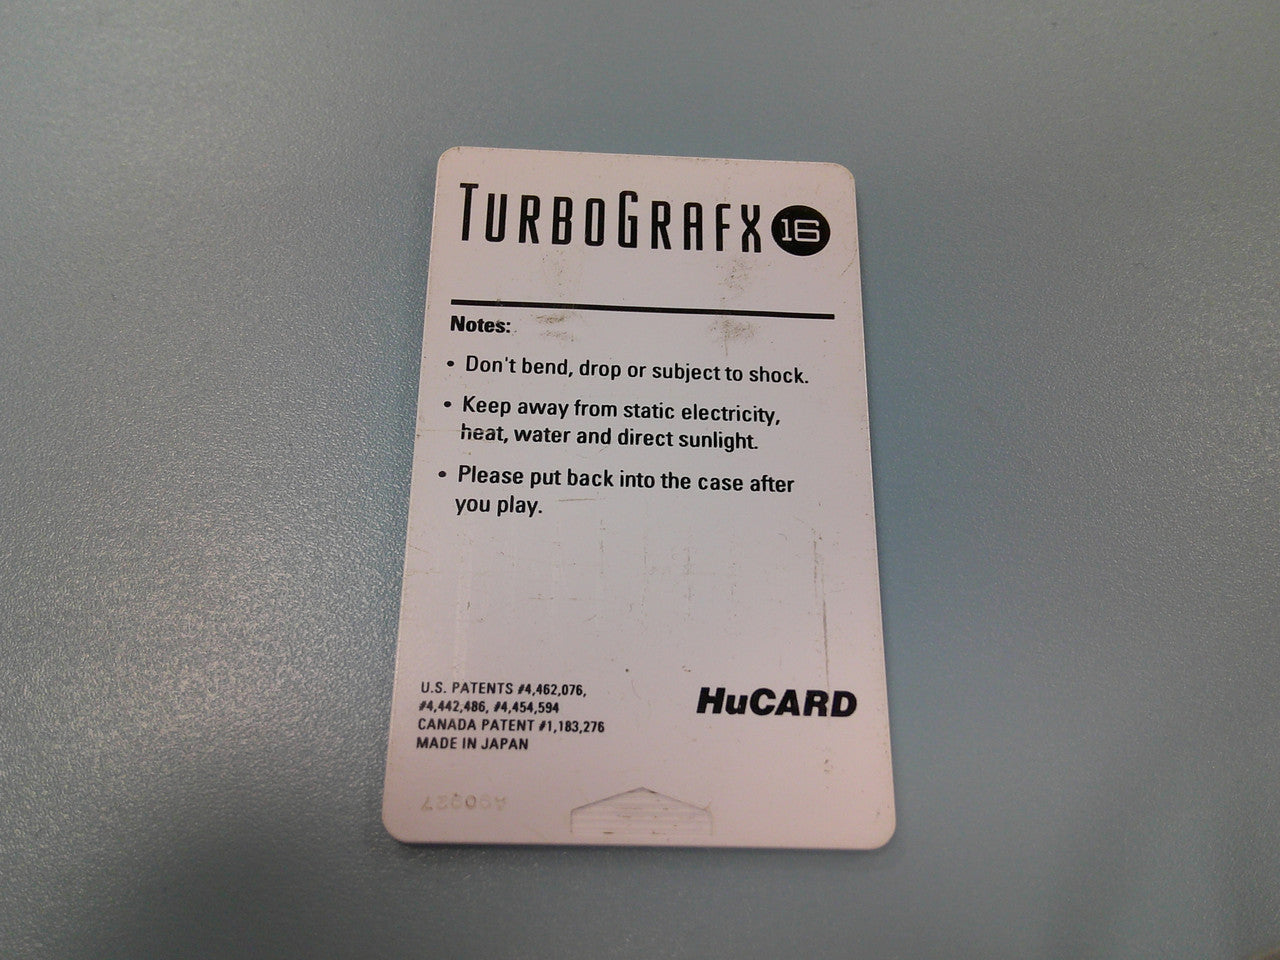 TURBOGRAFX 16
Notes:
• Don't bend, drop or subject to shock.
• Keep away from static electricity,
heat, water and direct sunlight.
• Please put back into the case after
you play.
U.S. PATENTS #4,462,076,
#4,442,486, #4,454,594
CANADA PATENT #1,183,276
MADE IN JAPAN
HuCARD